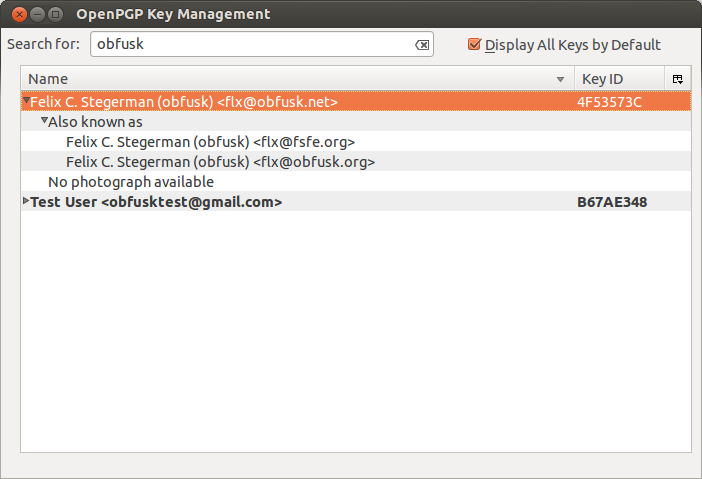 OpenPGP Key Management
Search for: obfusk Display All Keys by Default
Name Key ID
Felix C. Stegerman (obfusk) <flx@obfusk.net> 4F53573C
Also known as
Felix C. Stegerman (obfusk) <flx@fsfe.org>
Felix C. Stegerman (obfusk) <flx@obfusk.org>
No photograph available
Test User <obfusktest@gmail.com> B67AE348